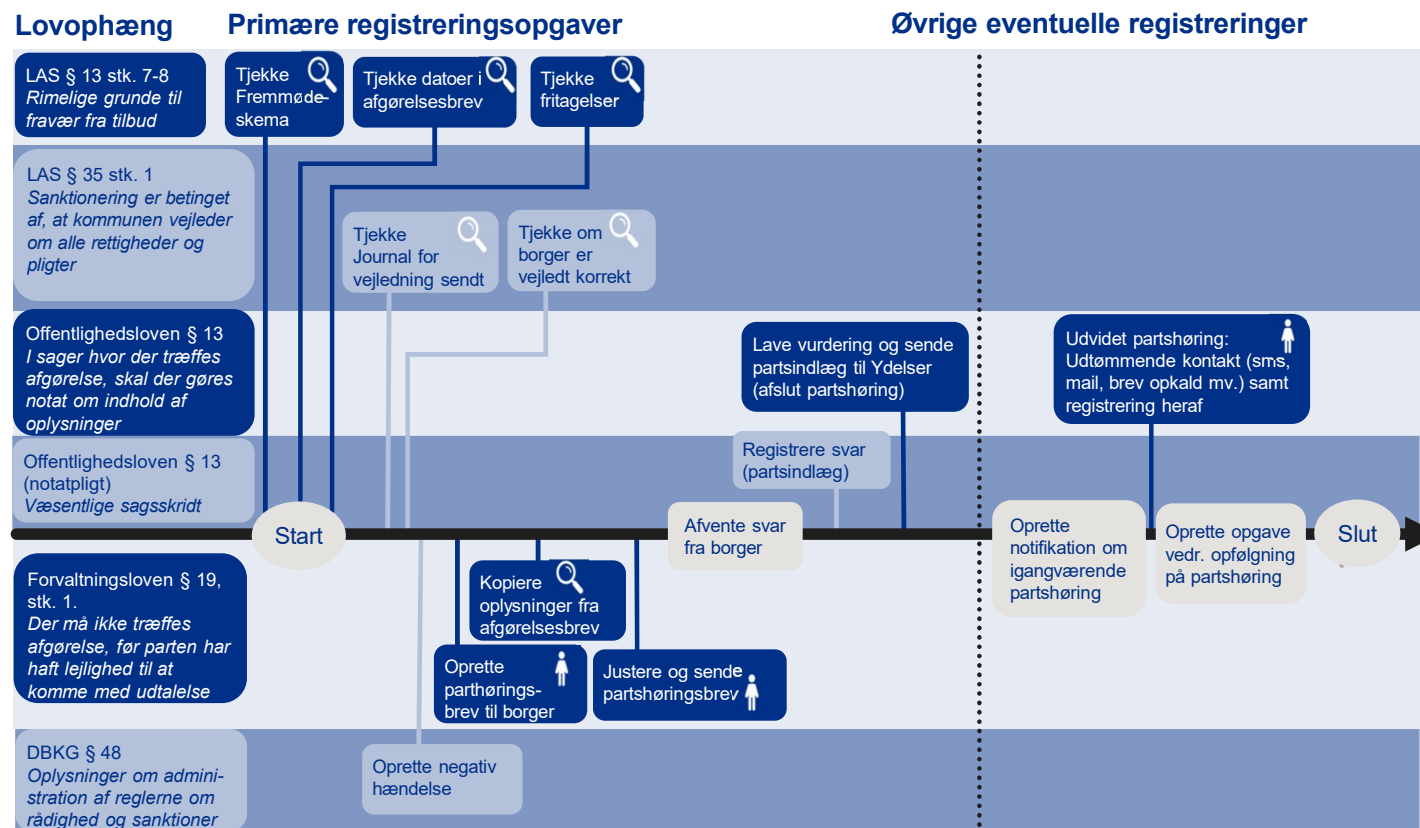 Lovophæng
Primære registreringsopgaver
Øvrige eventuelle registreringer
LAS § 13 stk. 7-8
Rimelige grunde til
fravær fra tilbud
Tjekke
Fremmøde-
skema
Tjekke datoer i
afgørelsesbrev
Tjekke
fritagelser
LAS § 35 stk. 1
Sanktionering er betinget
af, at kommunen vejleder
om alle rettigheder og
pligter
Tjekke
Journal for
vejledning sendt
Tjekke om
borger er
vejledt korrekt
Offentlighedsloven § 13
I sager hvor der træffes
afgørelse, skal der gøres
notat om indhold af
oplysninger
Lave vurdering og sende
partsindlæg til Ydelser
(afslut partshøring)
Udvidet partshøring:
Udtømmende kontakt (sms,
mail, brev opkald mv.) samt
registrering heraf
Offentlighedsloven § 13
(notatpligt)
Væsentlige sagsskridt
Registrere svar
(partsindlæg)
Start
Afvente svar
fra borger
Oprette
notifikation om
igangværende
partshøring
Oprette opgave
vedr. opfølgning
på partshøring
Slut
Forvaltningsloven § 19,
stk. 1.
Der må ikke træffes
afgørelse, før parten har
haft lejlighed til at
komme med udtalelse
Kopiere
oplysninger fra
afgørelsesbrev
Oprette
parthørings-
brev til borger
Justere og sende
partshøringsbrev
DBKG § 48
Oplysninger om admini-
stration af reglerne om
rådighed og sanktioner
Oprette negativ
hændelse